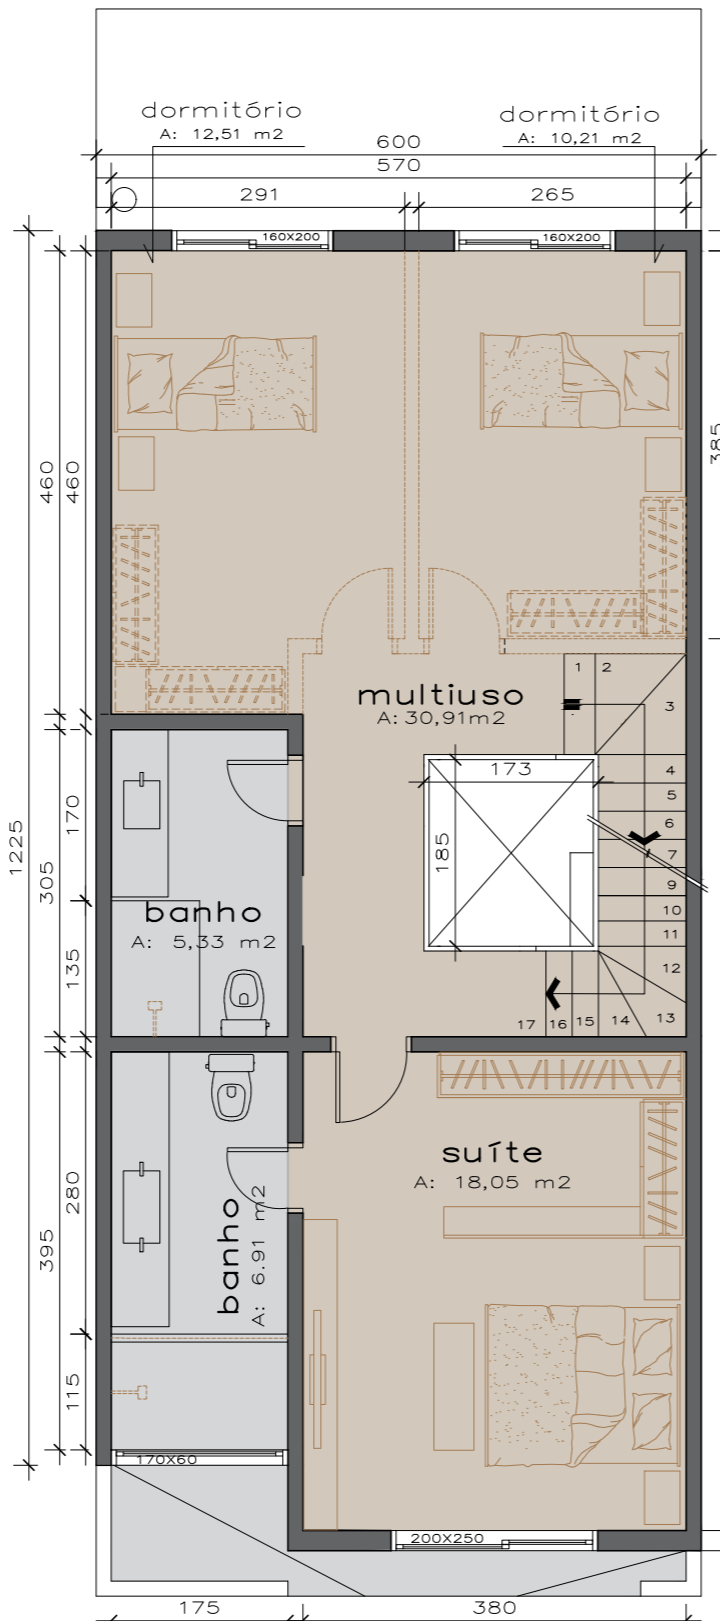 dormitório
A: 12,51 m2
dormitório
A: 10,21 m2
600
570
291
265
160X200
160X200
385
460
460
multiuso
A: 30,91m2
1
2
3
4
5
6
7
9
10
11
12
13
14
15
16
17
173
185
1225
305
170
135
banho
A: 5,33 m2
suíte
A: 18,05 m2
banho
A: 6.91 m2
395
280
115
170X60
200X250
175
380